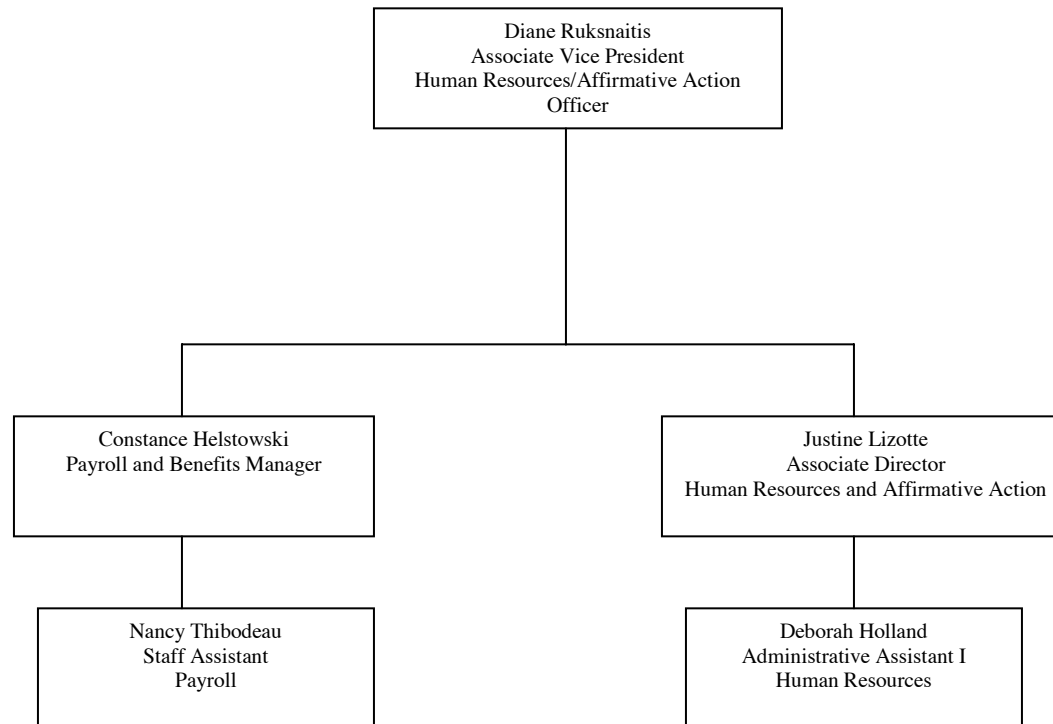 Diane Ruksnaitis
Associate Vice President
Human Resources/Affirmative Action
Officer
Constance Helstowski
Payroll and Benefits Manager
Justine Lizotte
Associate Director
Human Resources and Affirmative Action
Nancy Thibodeau
Staff Assistant
Payroll
Deborah Holland
Administrative Assistant I
Human Resources